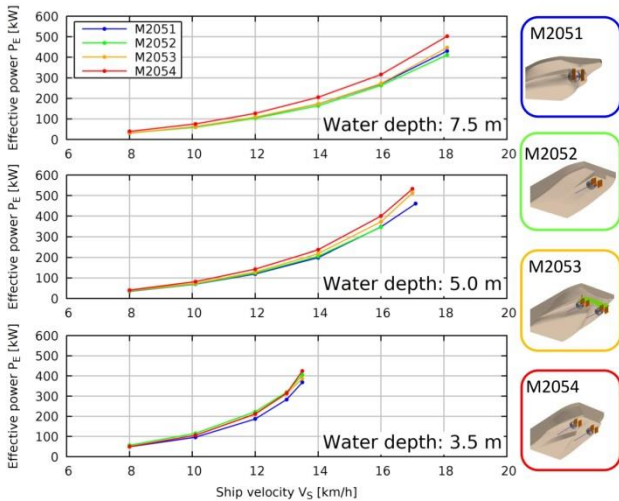 Effective power PE [kW]
600
500
400
300
200
100
0
M2051
M2052
M2053
M2054
Water depth: 7.5 m
6 8 10 12 14 16 18 20
Effective power PE [kW]
600
500
400
300
200
100
0
Water depth: 5.0 m
6 8 10 12 14 16 18 20
Effective power PE [kW]
600
500
400
300
200
100
0
Water depth: 3.5 m
6 8 10 12 14 16 18 20
Ship velocity VS [km/h]
M2051
M2052
M2053
M2054